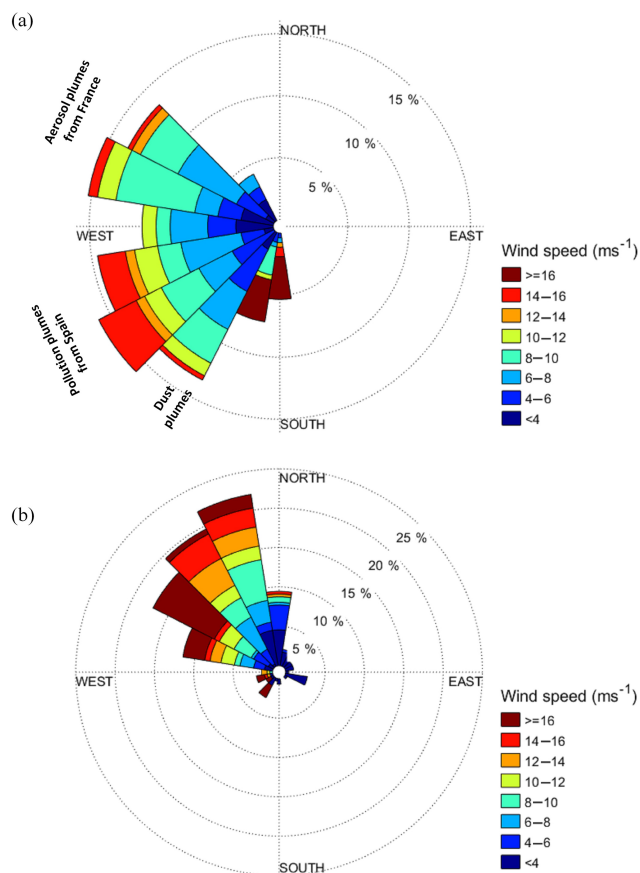 (a)
NORTH
15 %
10 %
5 %
WEST
EAST
SOUTH
Aerosol plumes
from France
Pollution plumes
from Spain
Dust
plumes
Wind speed (ms⁻¹)
>=16
14−16
12−14
10−12
8−10
6−8
4−6
<4
(b)
NORTH
25 %
20 %
15 %
10 %
5 %
WEST
EAST
SOUTH
Wind speed (ms⁻¹)
>=16
14−16
12−14
10−12
8−10
6−8
4−6
<4